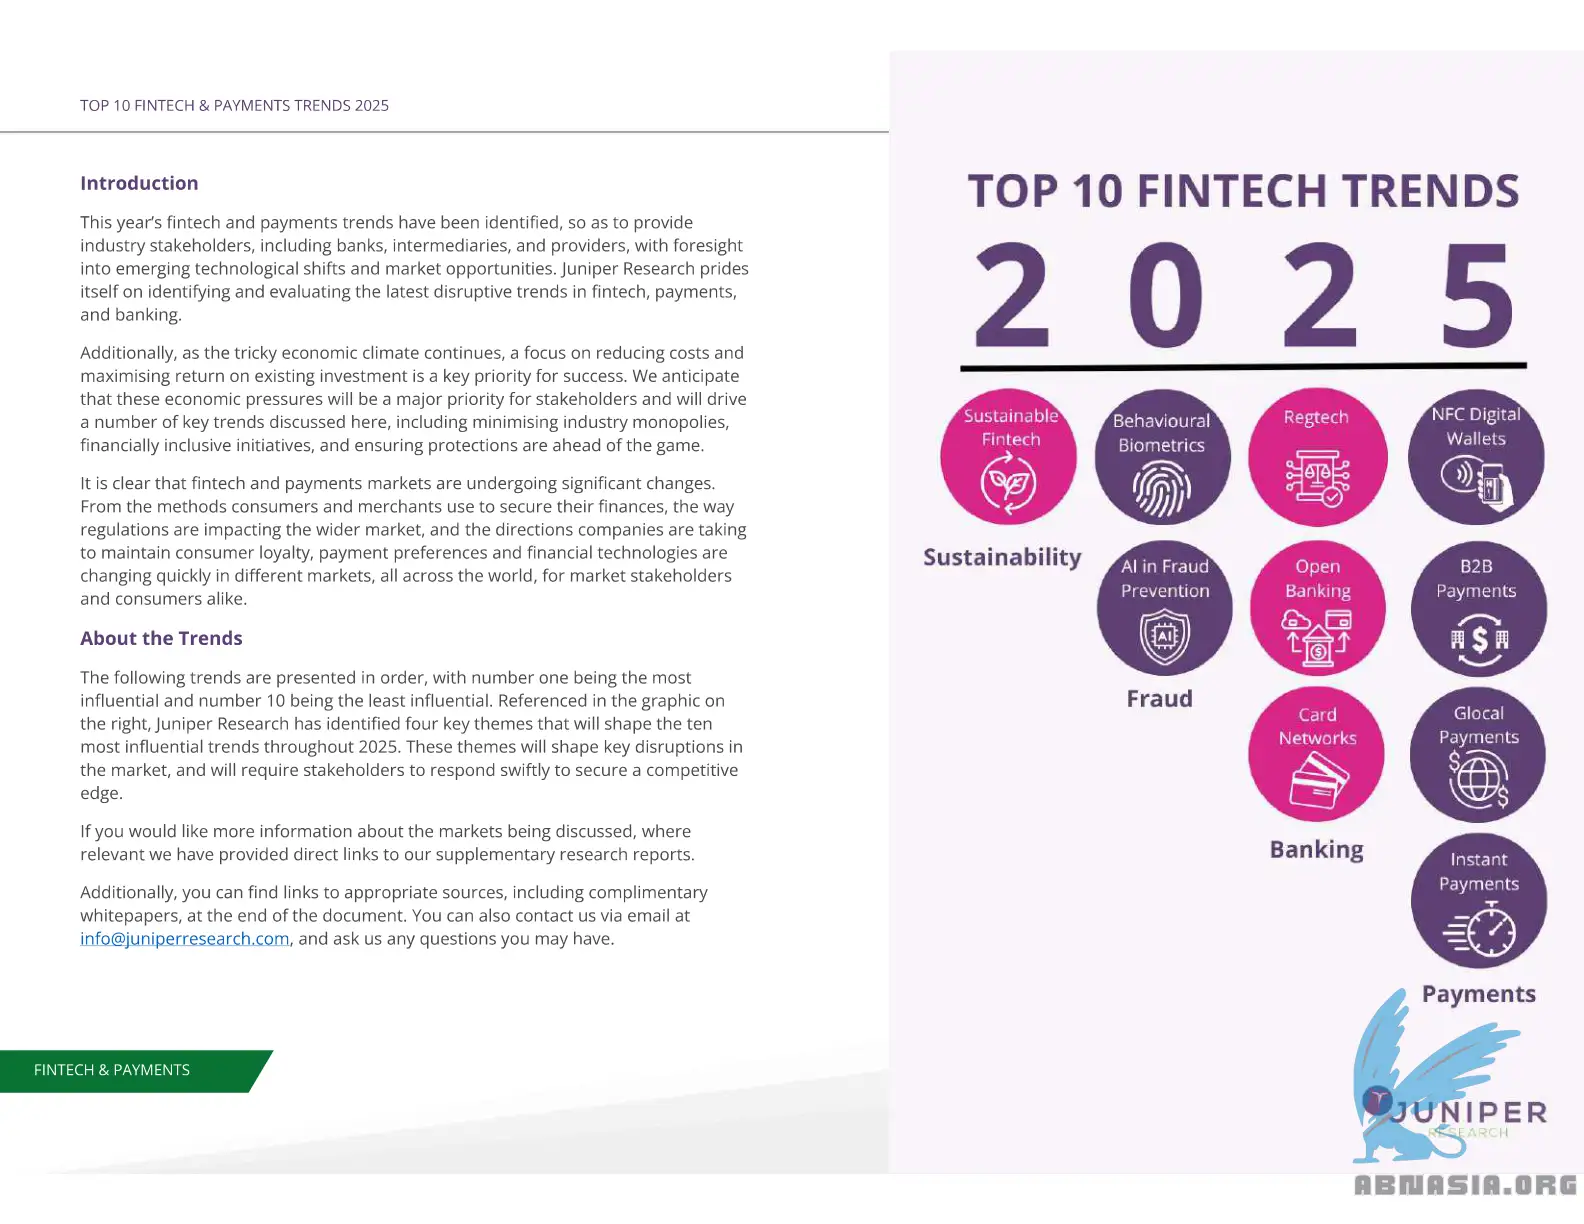 TOP 10 FINTECH & PAYMENTS TRENDS 2025
Introduction
This year’s fintech and payments trends have been identified, so as to provide
industry stakeholders, including banks, intermediaries, and providers, with foresight
into emerging technological shifts and market opportunities. Juniper Research prides
itself on identifying and evaluating the latest disruptive trends in fintech, payments,
and banking.
Additionally, as the tricky economic climate continues, a focus on reducing costs and
maximising return on existing investment is a key priority for success. We anticipate
that these economic pressures will be a major priority for stakeholders and will drive
a number of key trends discussed here, including minimising industry monopolies,
financially inclusive initiatives, and ensuring protections are ahead of the game.
It is clear that fintech and payments markets are undergoing significant changes.
From the methods consumers and merchants use to secure their finances, the way
regulations are impacting the wider market, and the directions companies are taking
to maintain consumer loyalty, payment preferences and financial technologies are
changing quickly in different markets, all across the world, for market stakeholders
and consumers alike.
About the Trends
The following trends are presented in order, with number one being the most
influential and number 10 being the least influential. Referenced in the graphic on
the right, Juniper Research has identified four key themes that will shape the ten
most influential trends throughout 2025. These themes will shape key disruptions in
the market, and will require stakeholders to respond swiftly to secure a competitive
edge.
If you would like more information about the markets being discussed, where
relevant we have provided direct links to our supplementary research reports.
Additionally, you can find links to appropriate sources, including complimentary
whitepapers, at the end of the document. You can also contact us via email at
info@juniperresearch.com, and ask us any questions you may have.
FINTECH & PAYMENTS
TOP 10 FINTECH TRENDS
2025
Sustainable
Fintech
Sustainability
Behavioural
Biometrics
AI in Fraud
Prevention
AI
Fraud
Regtech
Open
Banking
Card
Networks
Banking
NFC Digital
Wallets
B2B
Payments
Glocal
Payments
Instant
Payments
Payments
JUNIPER
RESEARCH
ABNASIA.ORG